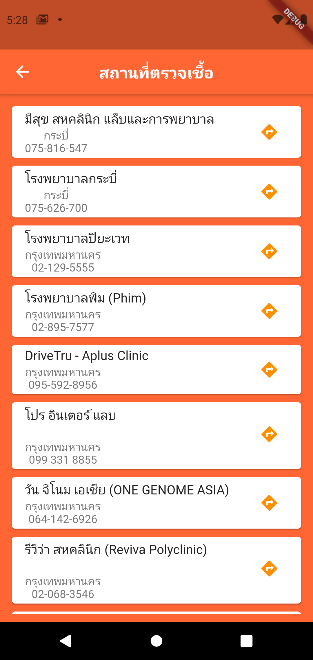 5:28
DEBUG
สถานที่ตรวจเชื้อ
มีสุข สหคลินิก แล็บและการพยาบาล
กระบี่
075-816-547
โรงพยาบาลกระบี่
กระบี่
075-626-700
โรงพยาบาลปิยะเวท
กรุงเทพมหานคร
02-129-5555
โรงพยาบาลพิม (Phim)
กรุงเทพมหานคร
02-895-7577
DriveTru - Aplus Clinic
กรุงเทพมหานคร
095-592-8956
โปร อินเตอร์ แลบ
กรุงเทพมหานคร
099 331 8855
วัน จีโนม เอเชีย (ONE GENOME ASIA)
กรุงเทพมหานคร
064-142-6926
รีวีว่า สหคลินิก (Reviva Polyclinic)
กรุงเทพมหานคร
02-068-3546